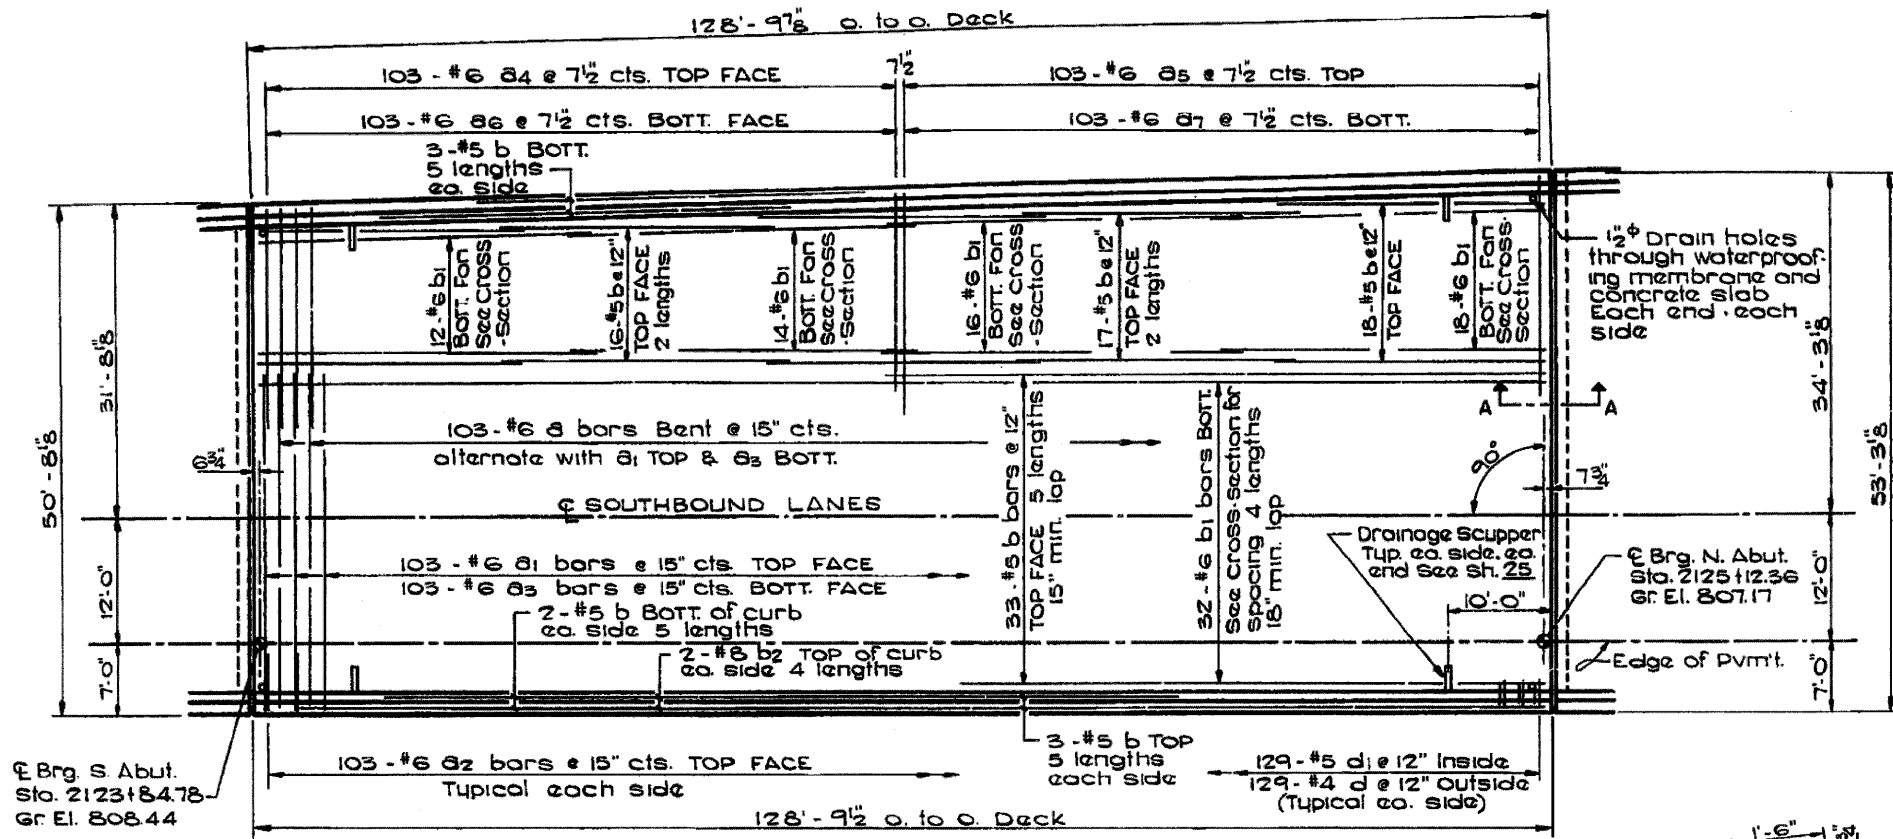 128'-9⅞" o. to o. Deck
103-#6 a4 @ 7½" cts. TOP FACE
7½"
103-#6 a5 @ 7½" cts. TOP
103-#6 a6 @ 7½" cts. BOTT. FACE
103-#6 a7 @ 7½" cts. BOTT.
3-#5 b BOTT.
5 lengths
ea. side
12-#6 b1
BOTT. Fan
See Cross
-Section
16-#5 b @ 12"
TOP FACE
2 lengths
14-#6 b1
BOTT. Fan
See Cross
-Section
16-#6 b1
BOTT. Fan
See Cross
-Section
17-#5 b @ 12"
TOP FACE
2 lengths
18-#5 b @ 12"
TOP FACE
18-#6 b1
BOTT. Fan
See Cross-
Section
½"ϕ Drain holes
through waterproof-
ing membrane and
concrete slab
Each end - each
side
50'-8⅛"
31'-8⅛"
12'-0"
7'-0"
6¾"
103-#6 a bars Bent @ 15" cts.
alternate with a1 TOP & a3 BOTT.
℄ SOUTHBOUND LANES
103-#6 a1 bars @ 15" cts. TOP FACE
103-#6 a3 bars @ 15" cts. BOTT FACE
2-#5 b BOTT. of curb
ea. side 5 lengths
2-#8 b2 TOP of curb
ea. side 4 lengths
33-#5 b bars @ 12"
TOP FACE 5 lengths
15" min. lap
32-#6 b1 bars BOTT.
See Cross-section for
spacing 4 lengths
18" min. lap
A
A
90°
7¾"
34'-3⅛"
53'-3⅛"
12'-0"
7'-0"
Drainage Scupper
Typ. ea. side. ea.
end See sh. 25
10'-0"
℄ Brg. N. Abut.
Sta. 2125+12.36
Gr. El. 807.17
Edge of Pvm't.
℄ Brg. S. Abut.
Sta. 2123+84.78
Gr. El. 808.44
103-#6 a2 bars @ 15" cts. TOP FACE
Typical each side
3-#5 b TOP
5 lengths
each side
129-#5 d1 @ 12" Inside
129-#4 d @ 12" Outside
(Typical ea. side)
128'-9½" o. to o. Deck
1'-6"